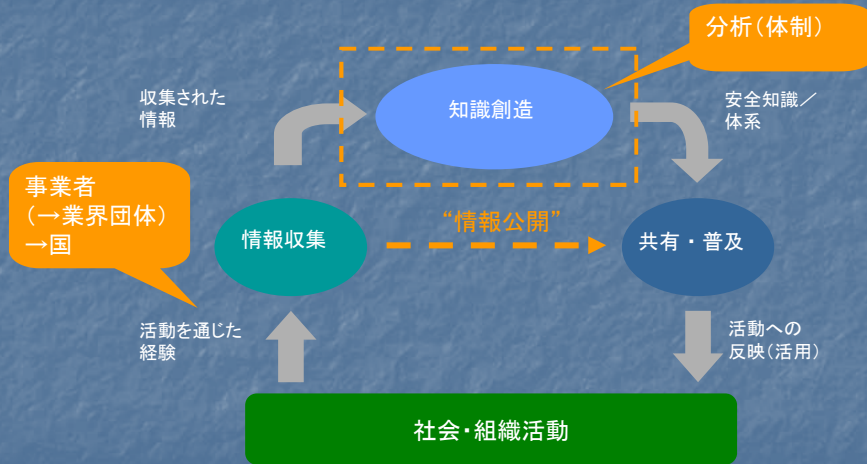 分析(体制)
収集された
情報
知識創造
安全知識／
体系
事業者
(→業界団体)
→国
情報収集
“情報公開”
共有・普及
活動を通じた
経験
活動への
反映(活用)
社会・組織活動